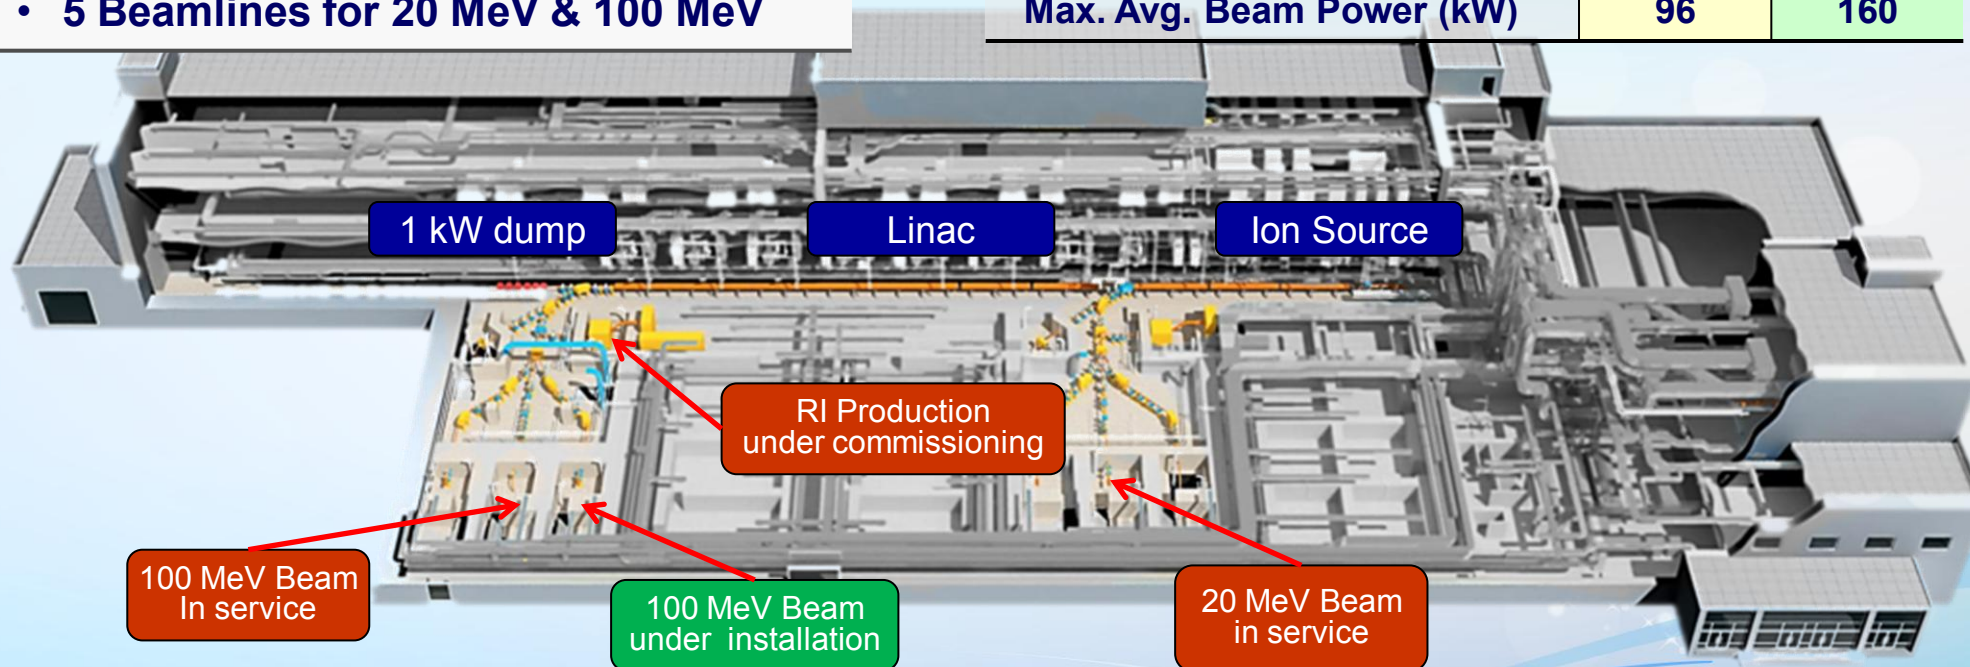 • 5 Beamlines for 20 MeV & 100 MeV
Max. Avg. Beam Power (kW) 96 160
1 kW dump
Linac
Ion Source
RI Production
under commissioning
100 MeV Beam
In service
100 MeV Beam
under installation
20 MeV Beam
in service